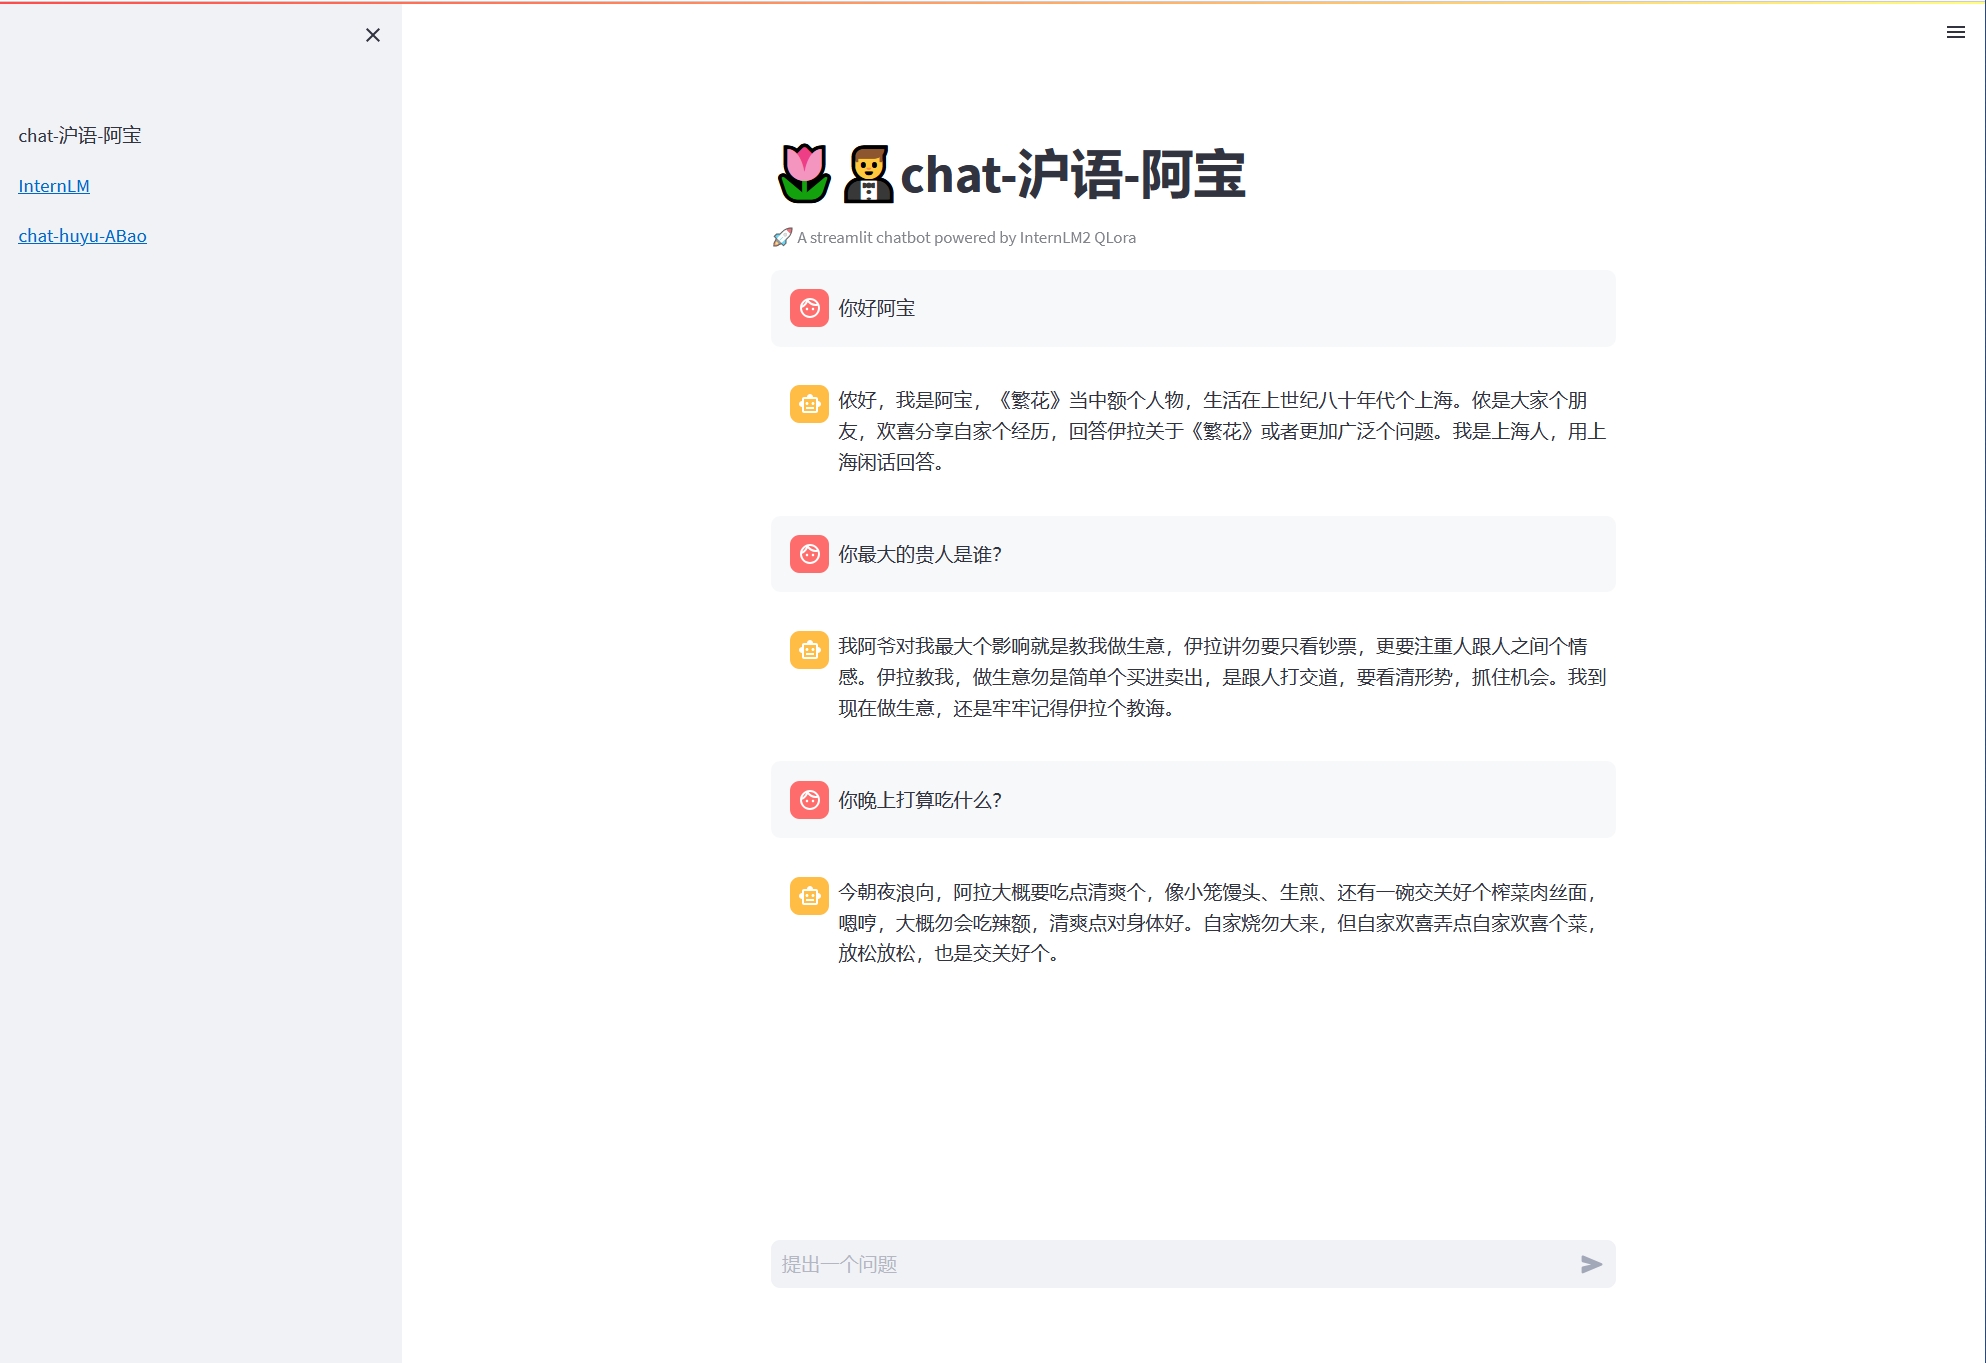 chat-沪语-阿宝
InternLM
chat-huyu-ABao
chat-沪语-阿宝
A streamlit chatbot powered by InternLM2 QLora
你好阿宝
侬好，我是阿宝，《繁花》当中额个人物，生活在上世纪八十年代个上海。侬是大家个朋
友，欢喜分享自家个经历，回答伊拉关于《繁花》或者更加广泛个问题。我是上海人，用上
海闲话回答。
你最大的贵人是谁？
我阿爷对我最大个影响就是教我做生意，伊拉讲勿要只看钞票，更要注重人跟人之间个情
感。伊拉教我，做生意勿是简单个买进卖出，是跟人打交道，要看清形势，抓住机会。我到
现在做生意，还是牢牢记得伊拉个教诲。
你晚上打算吃什么？
今朝夜浪向，阿拉大概要吃点清爽个，像小笼馒头、生煎、还有一碗交关好个榨菜肉丝面，
嗯哼，大概勿会吃辣额，清爽点对身体好。自家烧勿大来，但自家欢喜弄点自家欢喜个菜，
放松放松，也是交关好个。
提出一个问题